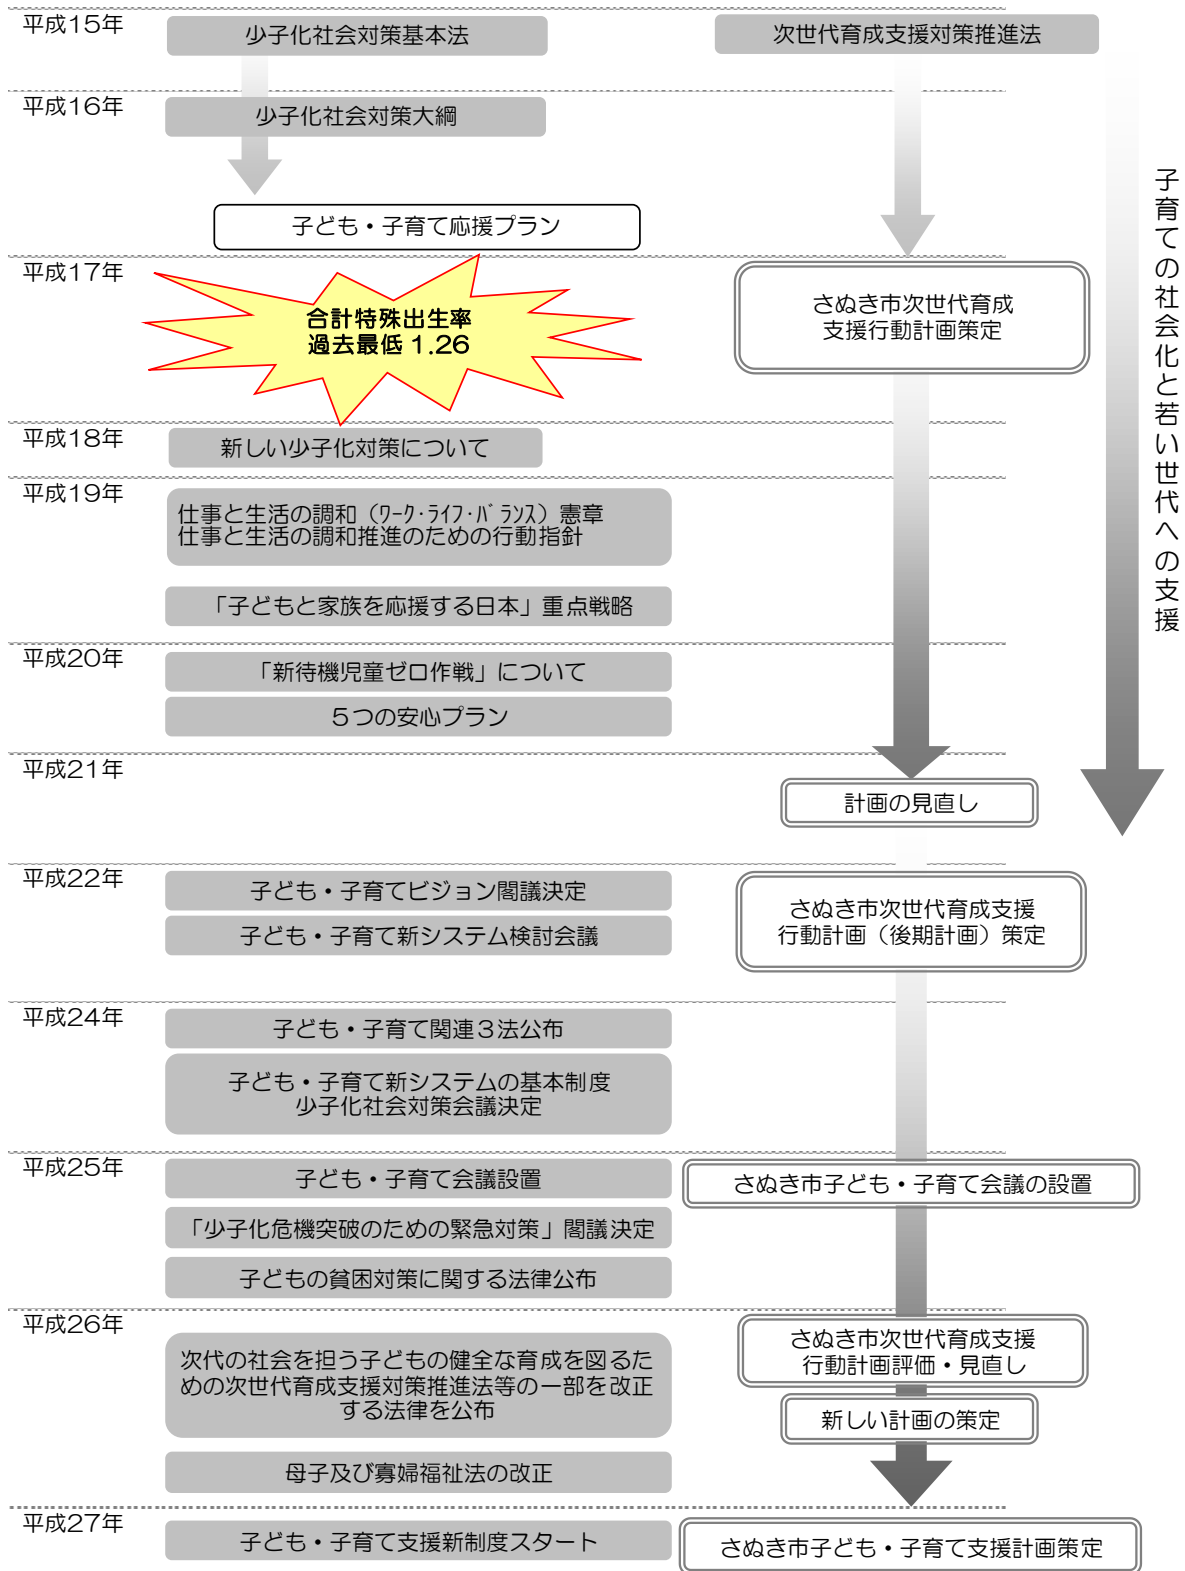 平成15年
少子化社会対策基本法
次世代育成支援対策推進法
平成16年
少子化社会対策大綱
子ども・子育て応援プラン
子育ての社会化と若い世代への支援
平成17年
合計特殊出生率
過去最低 1.26
さぬき市次世代育成
支援行動計画策定
平成18年
新しい少子化対策について
平成19年
仕事と生活の調和（ﾜｰｸ･ﾗｲﾌ･ﾊﾞﾗﾝｽ）憲章
仕事と生活の調和推進のための行動指針
「子どもと家族を応援する日本」重点戦略
平成20年
「新待機児童ゼロ作戦」について
５つの安心プラン
平成21年
計画の見直し
平成22年
子ども・子育てビジョン閣議決定
子ども・子育て新システム検討会議
さぬき市次世代育成支援
行動計画（後期計画）策定
平成24年
子ども・子育て関連３法公布
子ども・子育て新システムの基本制度
少子化社会対策会議決定
平成25年
子ども・子育て会議設置
さぬき市子ども・子育て会議の設置
「少子化危機突破のための緊急対策」閣議決定
子どもの貧困対策に関する法律公布
平成26年
次代の社会を担う子どもの健全な育成を図るた
めの次世代育成支援対策推進法等の一部を改正
する法律を公布
さぬき市次世代育成支援
行動計画評価・見直し
新しい計画の策定
母子及び寡婦福祉法の改正
平成27年
子ども・子育て支援新制度スタート
さぬき市子ども・子育て支援計画策定